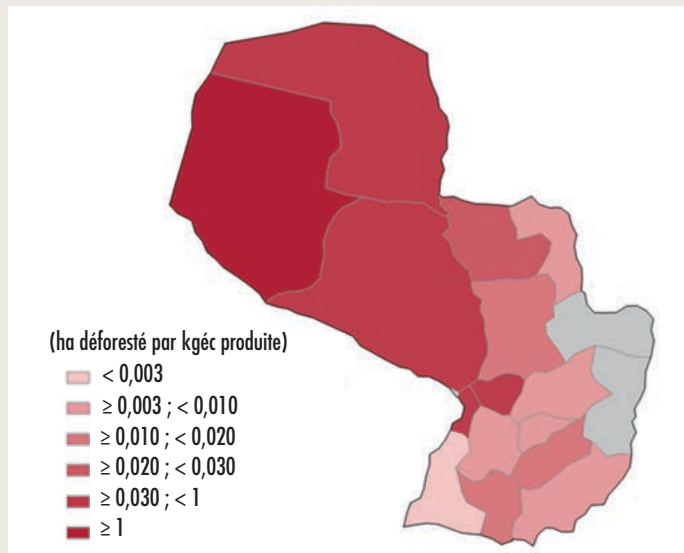 (ha déforesté par kgéc produite)
< 0,003
≥ 0,003 ; < 0,010
≥ 0,010 ; < 0,020
≥ 0,020 ; < 0,030
≥ 0,030 ; < 1
≥ 1